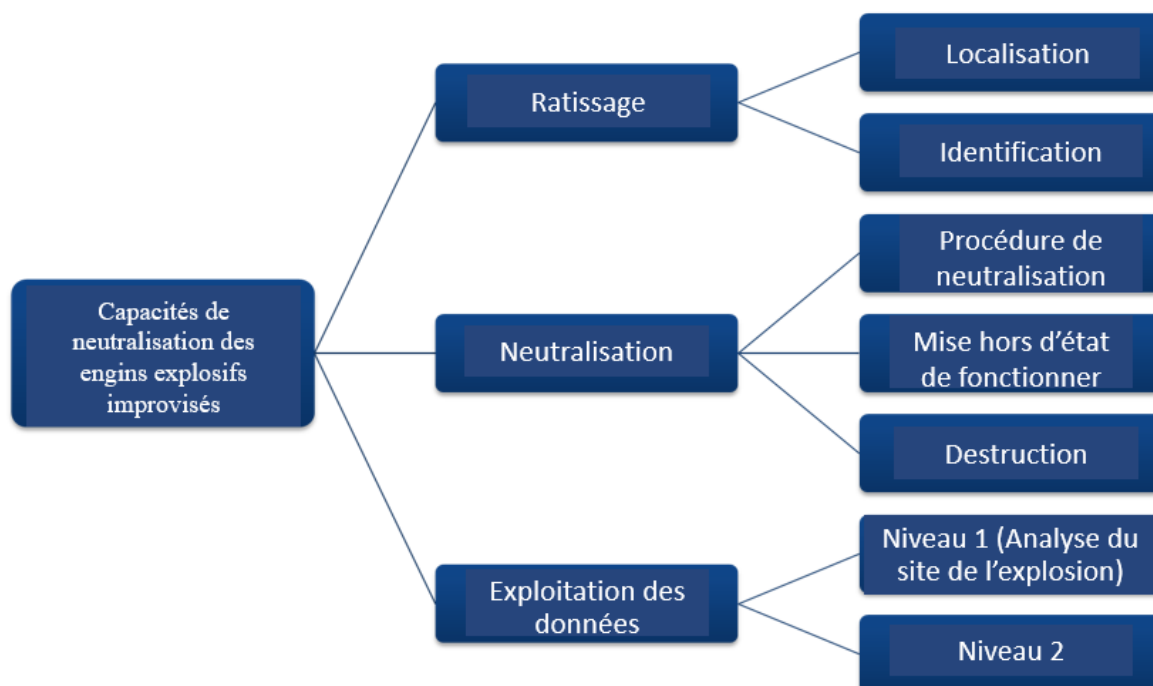 Capacités de
neutralisation des
engins explosifs
improvisés
Ratissage
Localisation
Identification
Neutralisation
Procédure de
neutralisation
Mise hors d’état
de fonctionner
Destruction
Exploitation des
données
Niveau 1 (Analyse du
site de l’explosion)
Niveau 2